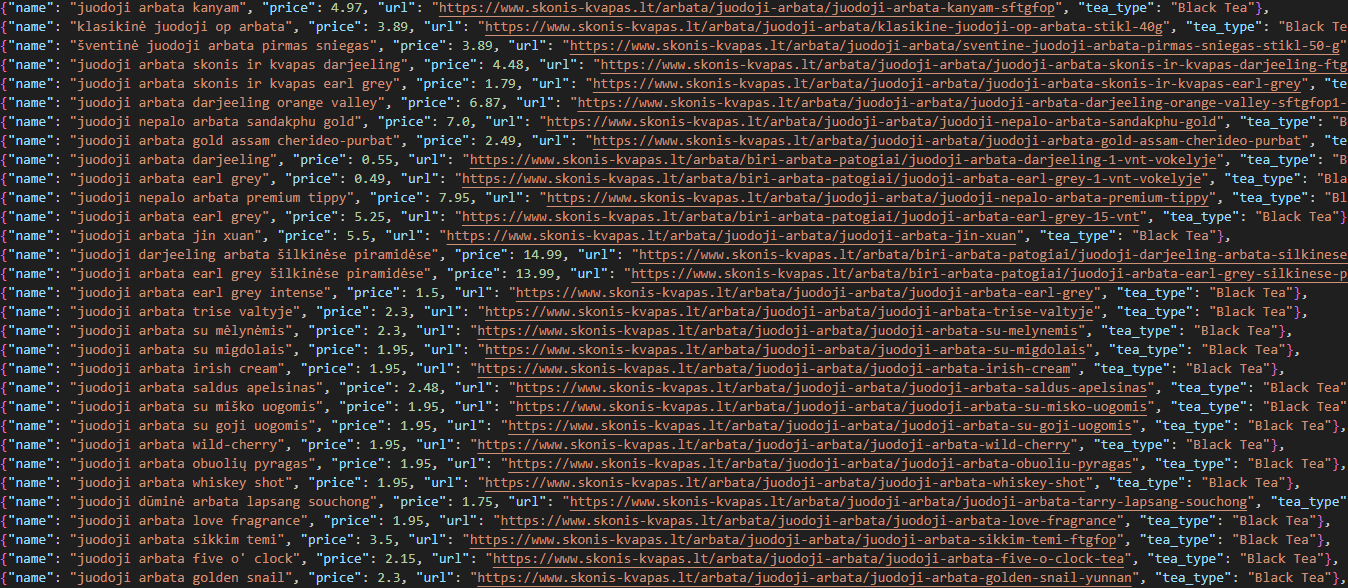 {"name": "juodoji arbata kanyam", "price": 4.97, "url": "https://www.skonis-kvapas.lt/arbata/juodoji-arbata/juodoji-arbata-kanyam-sftgfop", "tea_type": "Black Tea"},
{"name": "klasikinė juodoji op arbata", "price": 3.89, "url": "https://www.skonis-kvapas.lt/arbata/juodoji-arbata/klasikine-juodoji-op-arbata-stikl-40g", "tea_type": "Black Te
{"name": "šventinė juodoji arbata pirmas sniegas", "price": 3.89, "url": "https://www.skonis-kvapas.lt/arbata/juodoji-arbata/sventine-juodoji-arbata-pirmas-sniegas-stikl-50-g"
{"name": "juodoji arbata skonis ir kvapas darjeeling", "price": 4.48, "url": "https://www.skonis-kvapas.lt/arbata/juodoji-arbata/juodoji-arbata-skonis-ir-kvapas-darjeeling-ftg
{"name": "juodoji arbata skonis ir kvapas earl grey", "price": 1.79, "url": "https://www.skonis-kvapas.lt/arbata/juodoji-arbata/juodoji-arbata-skonis-ir-kvapas-earl-grey", "te
{"name": "juodoji arbata darjeeling orange valley", "price": 6.87, "url": "https://www.skonis-kvapas.lt/arbata/juodoji-arbata/juodoji-arbata-darjeeling-orange-valley-sftgfop1-
{"name": "juodoji nepalo arbata sandakphu gold", "price": 7.0, "url": "https://www.skonis-kvapas.lt/arbata/juodoji-arbata/juodoji-nepalo-arbata-sandakphu-gold", "tea_type": "B
{"name": "juodoji arbata gold assam cherideo-purbat", "price": 2.49, "url": "https://www.skonis-kvapas.lt/arbata/juodoji-arbata/juodoji-arbata-gold-assam-cherideo-purbat", "te
{"name": "juodoji arbata darjeeling", "price": 0.55, "url": "https://www.skonis-kvapas.lt/arbata/biri-arbata-patogiai/juodoji-arbata-darjeeling-1-vnt-vokelyje", "tea_type": "B
{"name": "juodoji arbata earl grey", "price": 0.49, "url": "https://www.skonis-kvapas.lt/arbata/biri-arbata-patogiai/juodoji-arbata-earl-grey-1-vnt-vokelyje", "tea_type": "Bla
{"name": "juodoji nepalo arbata premium tippy", "price": 7.95, "url": "https://www.skonis-kvapas.lt/arbata/juodoji-arbata/juodoji-nepalo-arbata-premium-tippy", "tea_type": "Bl
{"name": "juodoji arbata earl grey", "price": 5.25, "url": "https://www.skonis-kvapas.lt/arbata/biri-arbata-patogiai/juodoji-arbata-earl-grey-15-vnt", "tea_type": "Black Tea"}
{"name": "juodoji arbata jin xuan", "price": 5.5, "url": "https://www.skonis-kvapas.lt/arbata/juodoji-arbata/juodoji-arbata-jin-xuan", "tea_type": "Black Tea"},
{"name": "juodoji darjeeling arbata šilkinėse piramidėse", "price": 14.99, "url": "https://www.skonis-kvapas.lt/arbata/biri-arbata-patogiai/juodoji-darjeeling-arbata-silkinese
{"name": "juodoji arbata earl grey šilkinėse piramidėse", "price": 13.99, "url": "https://www.skonis-kvapas.lt/arbata/biri-arbata-patogiai/juodoji-arbata-earl-grey-silkinese-p
{"name": "juodoji arbata earl grey intense", "price": 1.5, "url": "https://www.skonis-kvapas.lt/arbata/juodoji-arbata/juodoji-arbata-earl-grey", "tea_type": "Black Tea"},
{"name": "juodoji arbata trise valtyje", "price": 2.3, "url": "https://www.skonis-kvapas.lt/arbata/juodoji-arbata/juodoji-arbata-trise-valtyje", "tea_type": "Black Tea"},
{"name": "juodoji arbata su mėlynėmis", "price": 2.3, "url": "https://www.skonis-kvapas.lt/arbata/juodoji-arbata/juodoji-arbata-su-melynemis", "tea_type": "Black Tea"},
{"name": "juodoji arbata su migdolais", "price": 1.95, "url": "https://www.skonis-kvapas.lt/arbata/juodoji-arbata/juodoji-arbata-su-migdolais", "tea_type": "Black Tea"},
{"name": "juodoji arbata irish cream", "price": 1.95, "url": "https://www.skonis-kvapas.lt/arbata/juodoji-arbata/juodoji-arbata-irish-cream", "tea_type": "Black Tea"},
{"name": "juodoji arbata saldus apelsinas", "price": 2.48, "url": "https://www.skonis-kvapas.lt/arbata/juodoji-arbata/juodoji-arbata-saldus-apelsinas", "tea_type": "Black Tea"
{"name": "juodoji arbata su miško uogomis", "price": 1.95, "url": "https://www.skonis-kvapas.lt/arbata/juodoji-arbata/juodoji-arbata-su-misko-uogomis", "tea_type": "Black Tea"
{"name": "juodoji arbata su goji uogomis", "price": 1.95, "url": "https://www.skonis-kvapas.lt/arbata/juodoji-arbata/juodoji-arbata-su-goji-uogomis", "tea_type": "Black Tea"},
{"name": "juodoji arbata wild-cherry", "price": 1.95, "url": "https://www.skonis-kvapas.lt/arbata/juodoji-arbata/juodoji-arbata-wild-cherry", "tea_type": "Black Tea"},
{"name": "juodoji arbata obuolių pyragas", "price": 1.95, "url": "https://www.skonis-kvapas.lt/arbata/juodoji-arbata/juodoji-arbata-obuoliu-pyragas", "tea_type": "Black Tea"},
{"name": "juodoji arbata whiskey shot", "price": 1.95, "url": "https://www.skonis-kvapas.lt/arbata/juodoji-arbata/juodoji-arbata-whiskey-shot", "tea_type": "Black Tea"},
{"name": "juodoji dūminė arbata lapsang souchong", "price": 1.75, "url": "https://www.skonis-kvapas.lt/arbata/juodoji-arbata/juodoji-arbata-tarry-lapsang-souchong", "tea_type"
{"name": "juodoji arbata love fragrance", "price": 1.95, "url": "https://www.skonis-kvapas.lt/arbata/juodoji-arbata/juodoji-arbata-love-fragrance", "tea_type": "Black Tea"},
{"name": "juodoji arbata sikkim temi", "price": 3.5, "url": "https://www.skonis-kvapas.lt/arbata/juodoji-arbata/juodoji-arbata-sikkim-temi-ftgfop", "tea_type": "Black Tea"},
{"name": "juodoji arbata five o' clock", "price": 2.15, "url": "https://www.skonis-kvapas.lt/arbata/juodoji-arbata/juodoji-arbata-five-o-clock-tea", "tea_type": "Black Tea"},
{"name": "juodoji arbata golden snail", "price": 2.3, "url": "https://www.skonis-kvapas.lt/arbata/juodoji-arbata/juodoji-arbata-golden-snail-yunnan", "tea_type": "Black Tea"},